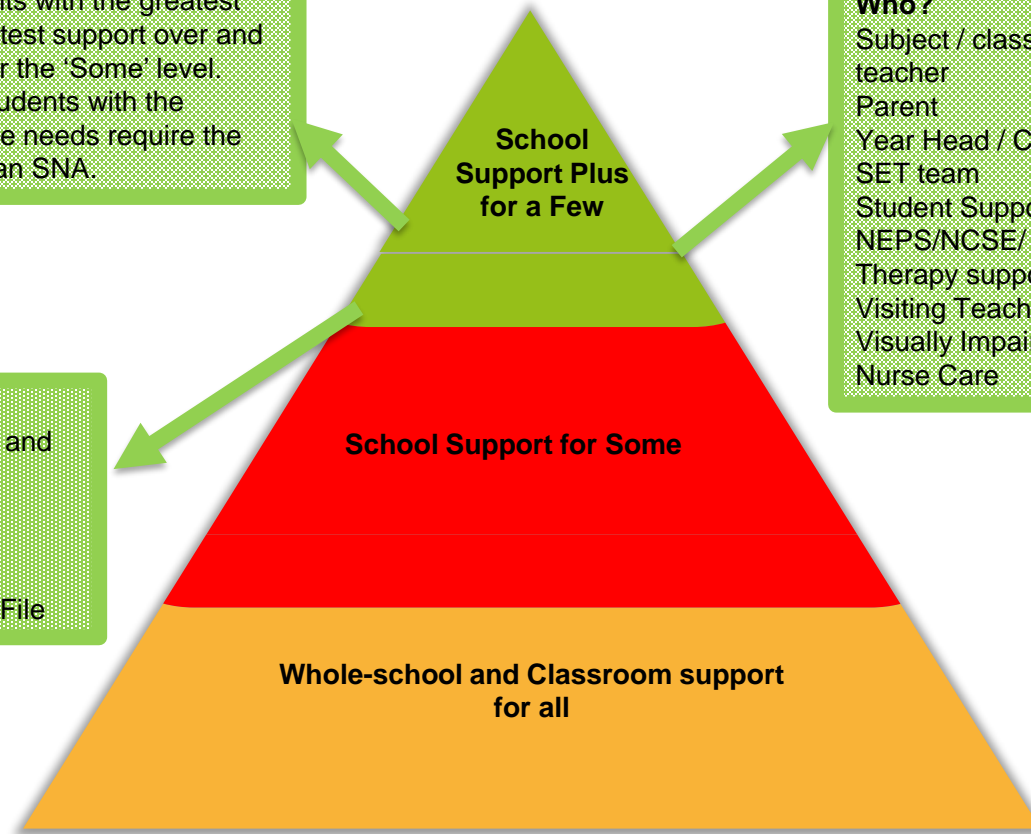 nts with the greatest
test support over and
r the ‘Some’ level.
tudents with the
e needs require the
an SNA.
Who?
Subject / class
teacher
Parent
Year Head / C
SET team
Student Suppo
NEPS/NCSE/
Therapy suppo
Visiting Teach
Visually Impai
Nurse Care
School
Support Plus
for a Few
and
File
School Support for Some
Whole-school and Classroom support
for all